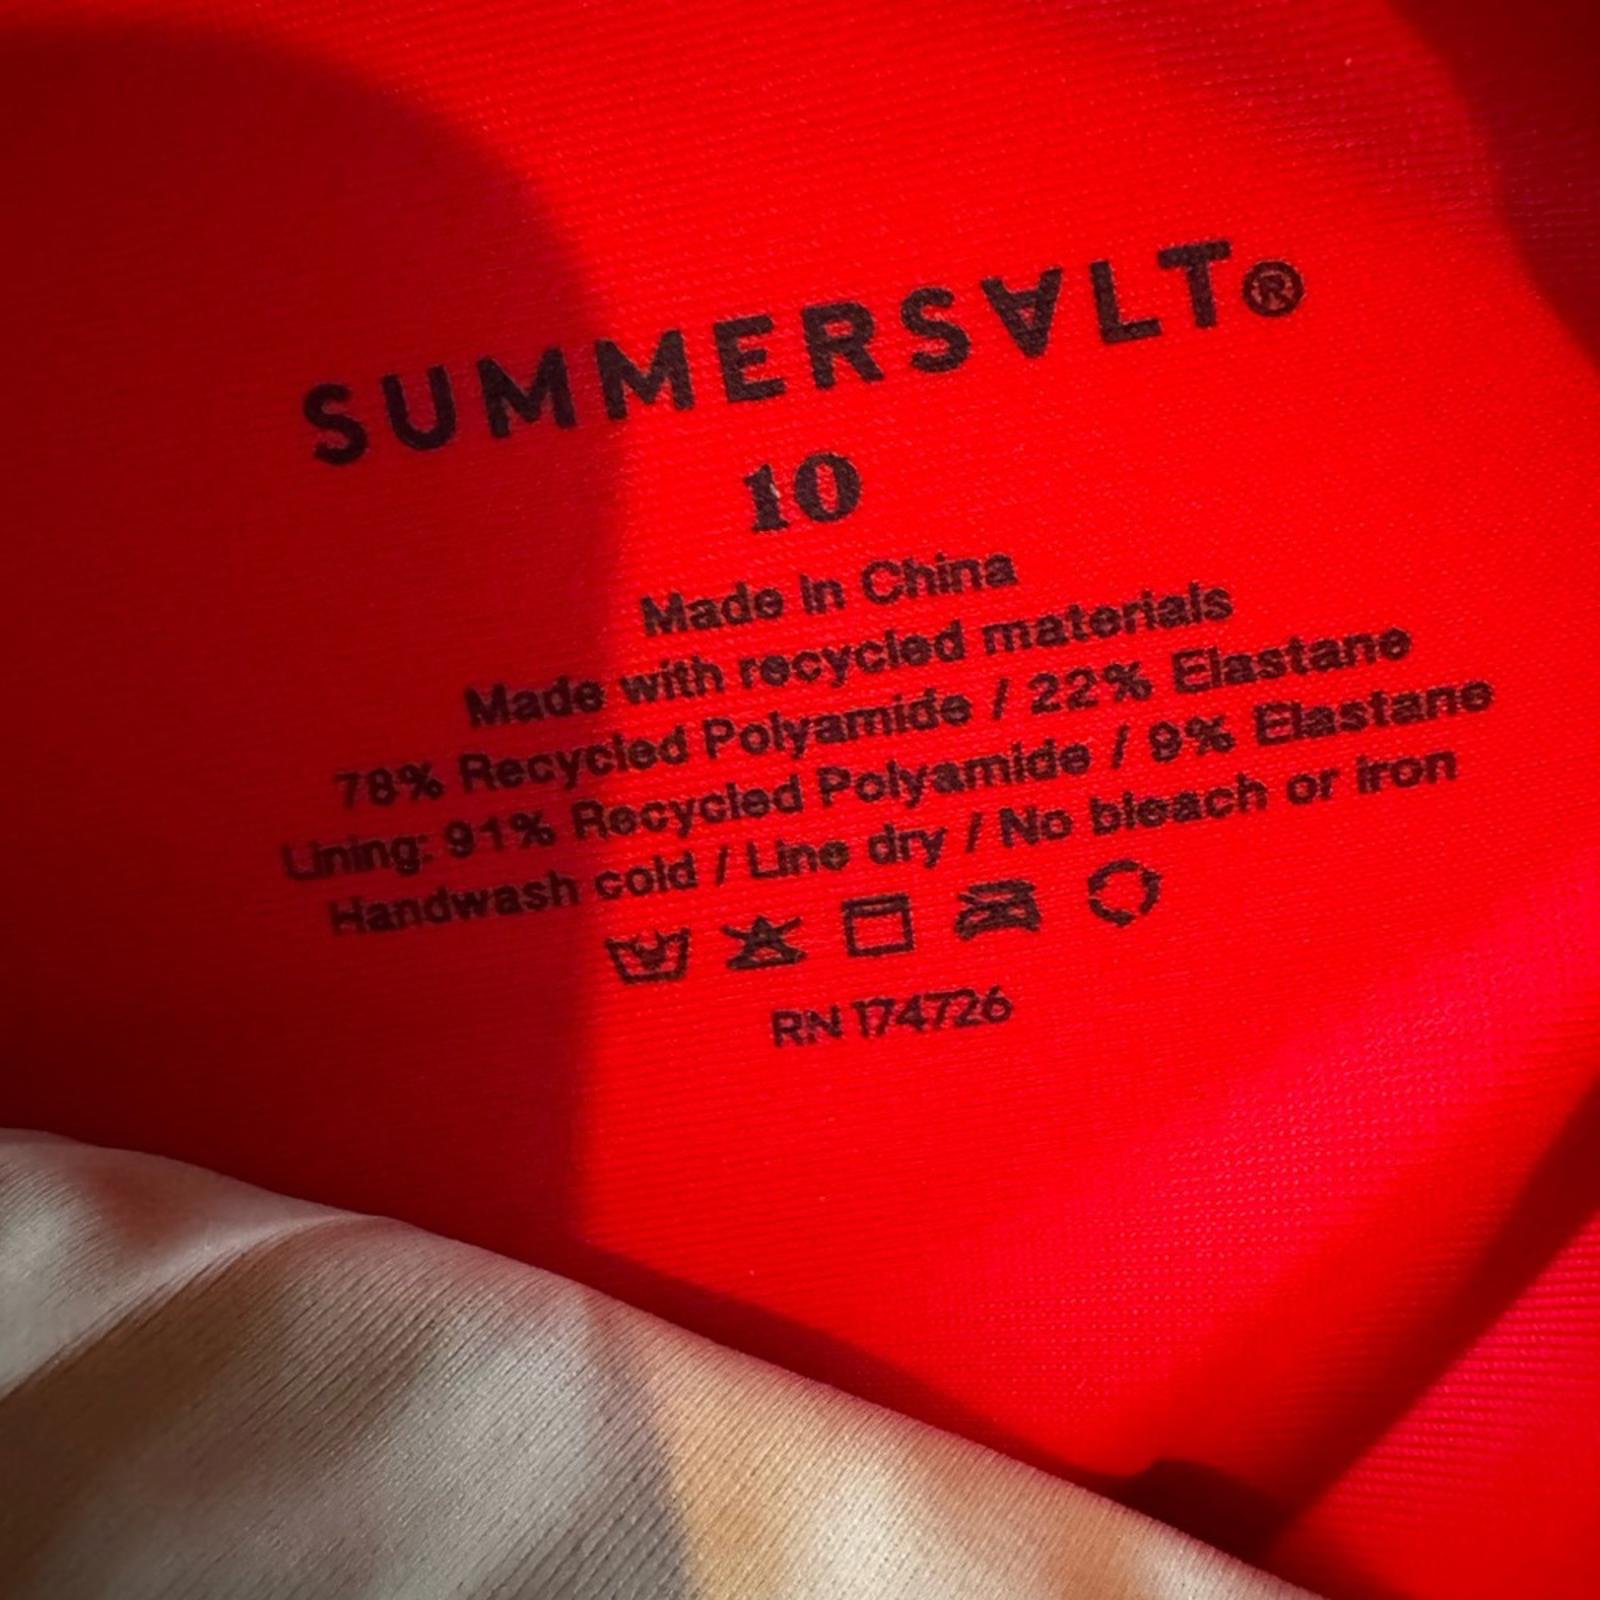 SUMMERSALT®
10
Made In China
Made with recycled materials
78% Recycled Polyamide / 22% Elastane
Lining: 91% Recycled Polyamide / 9% Elastane
Handwash cold / Line dry / No bleach or iron
RN 174726